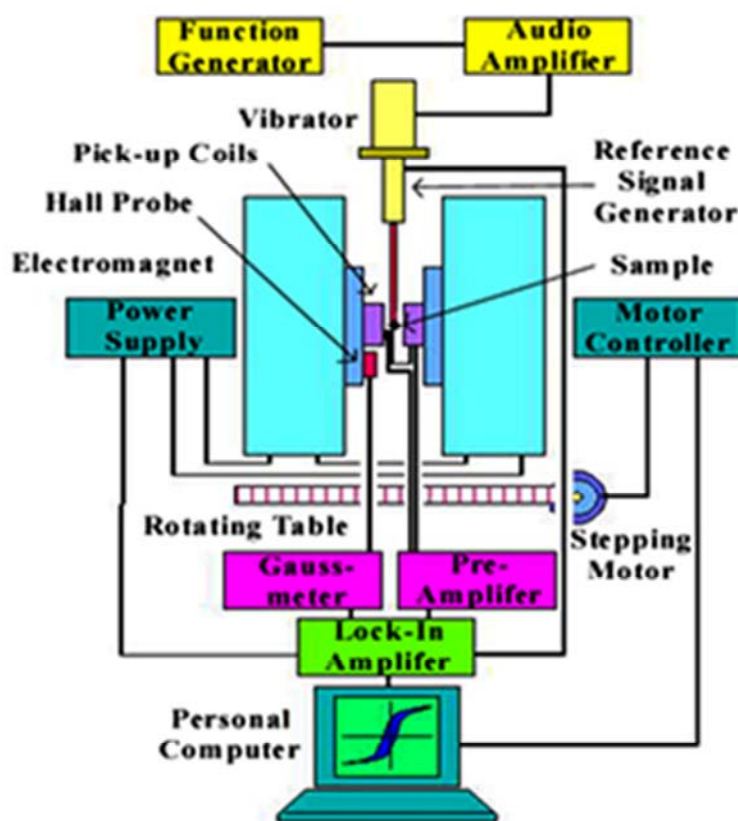 Function
Generator
Audio
Amplifier
Vibrator
Pick-up Coils
Hall Probe
Electromagnet
Reference
Signal
Generator
Sample
Power
Supply
Motor
Controller
Rotating Table
Stepping
Motor
Gauss-
meter
Pre-
Amplifer
Lock-In
Amplifer
Personal
Computer